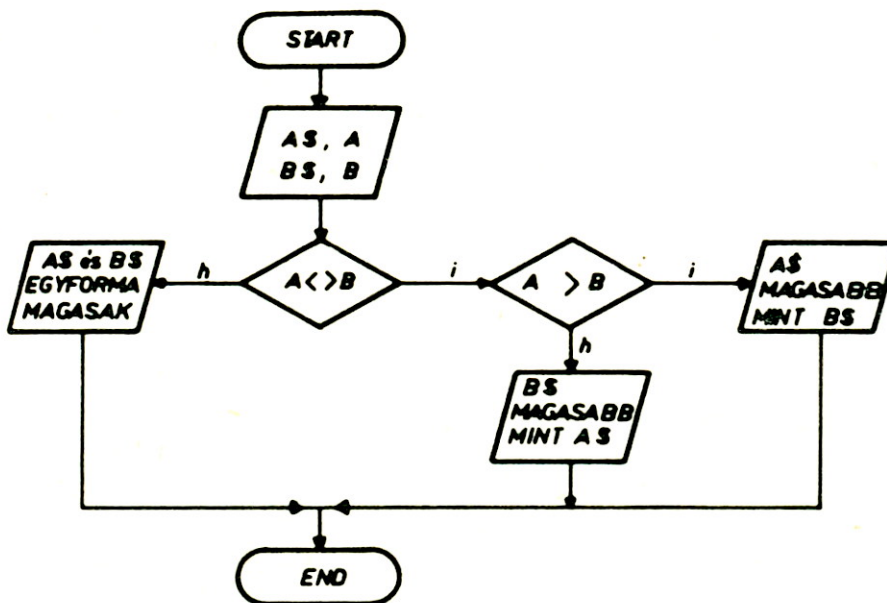 START
A$, A
B$, B
A$ és B$
EGYFORMA
MAGASAK
h
A<>B
i
A > B
i
A$
MAGASABB
MINT B$
h
B$
MAGASABB
MINT A$
END